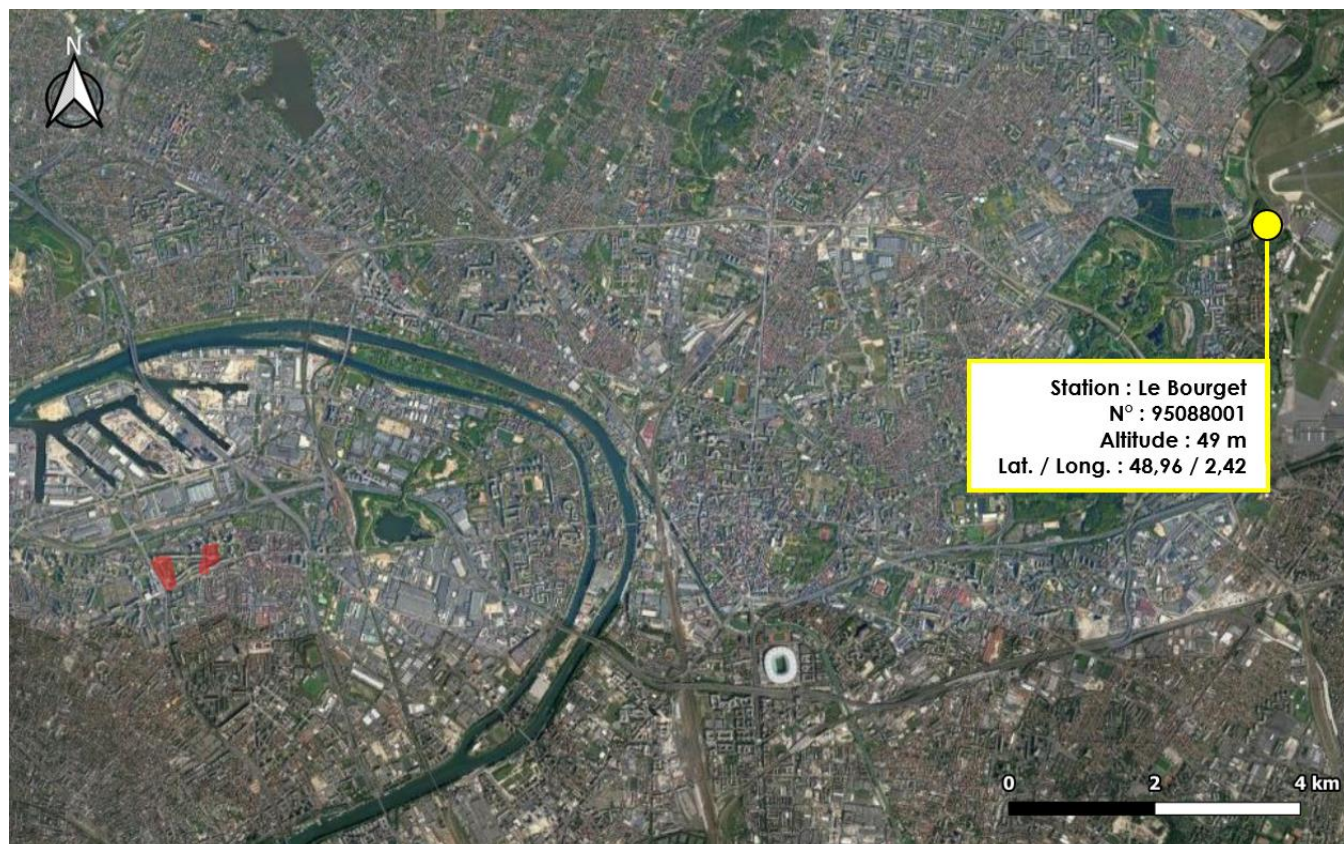 N
Station : Le Bourget
N° : 95088001
Altitude : 49 m
Lat. / Long. : 48,96 / 2,42
0 2 4 km